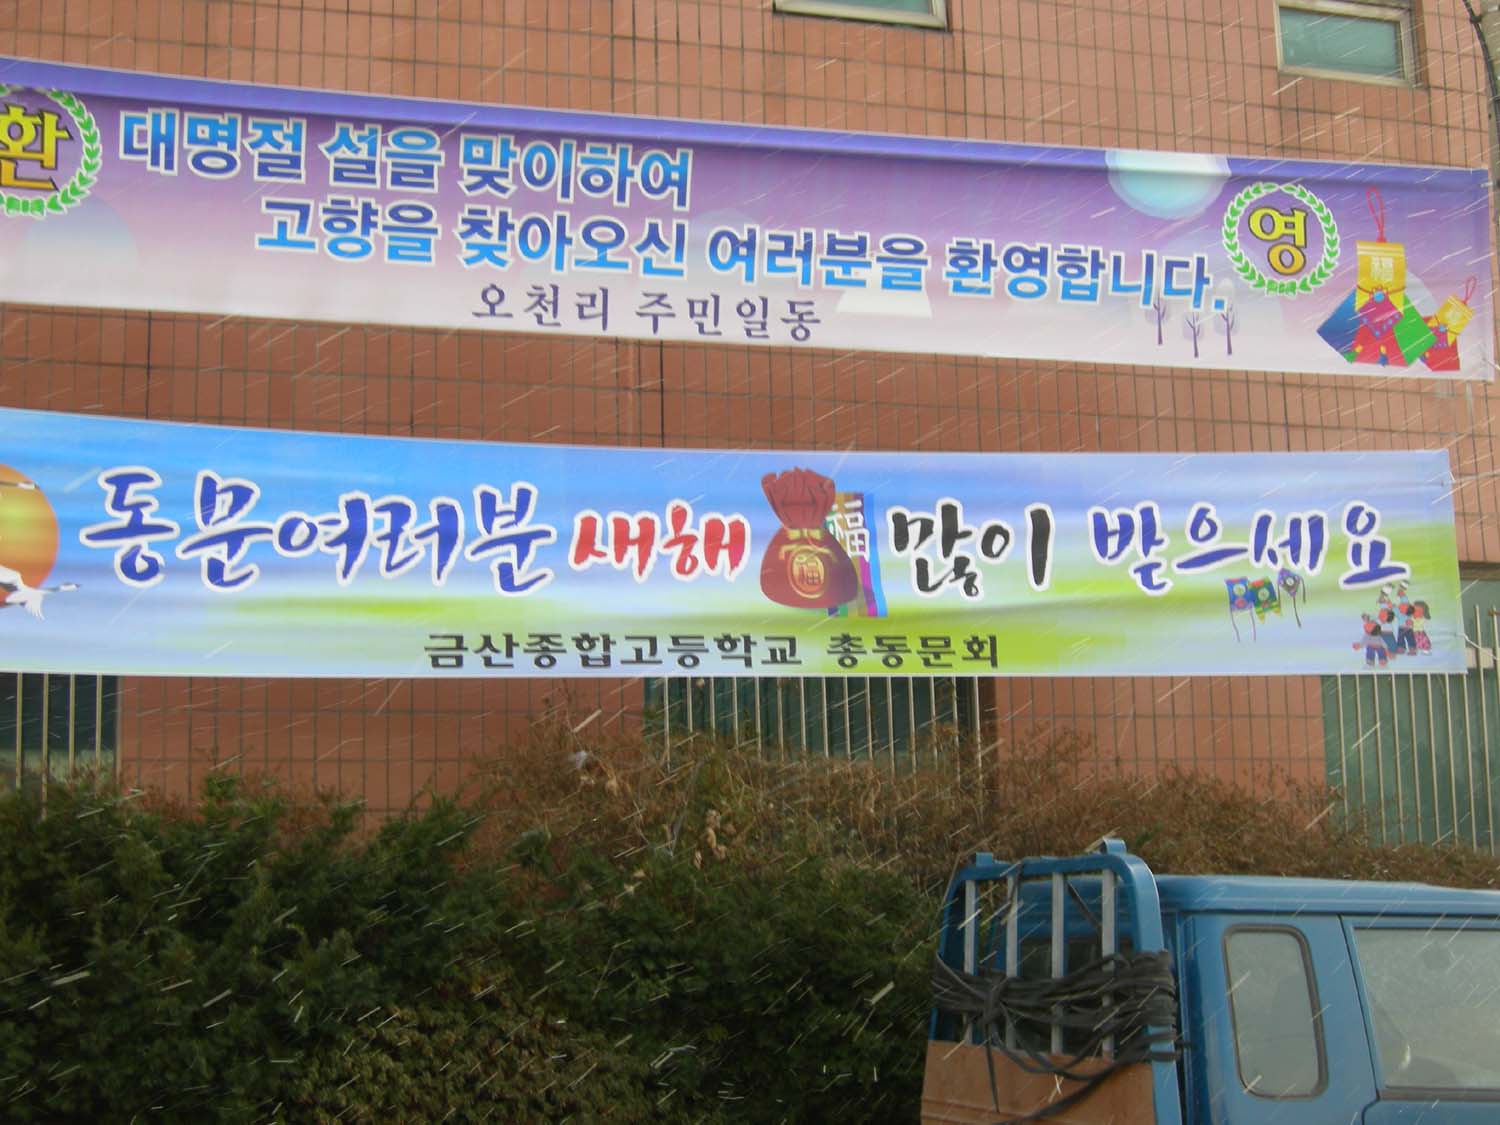 환 대명절 설을 맞이하여 영
고향을 찾아오신 여러분을 환영합니다.
오천리 주민일동
동문여러분 새해 福 福 많이 받으세요
금산종합고등학교 총동문회